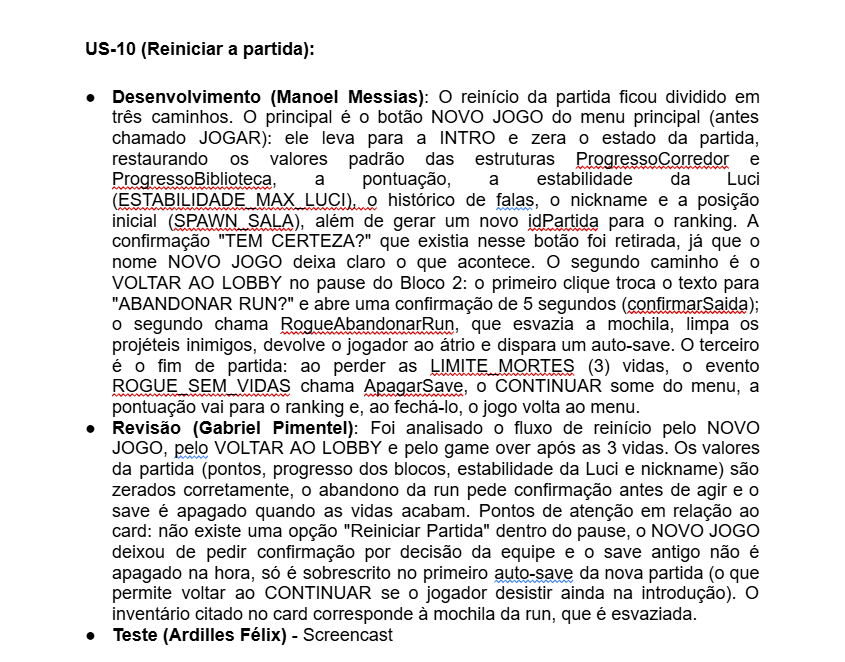 US-10 (Reiniciar a partida):
● Desenvolvimento (Manoel Messias): O reinício da partida ficou dividido em
três caminhos. O principal é o botão NOVO JOGO do menu principal (antes
chamado JOGAR): ele leva para a INTRO e zera o estado da partida,
restaurando os valores padrão das estruturas ProgressoCorredor e
ProgressoBiblioteca, a pontuação, a estabilidade da Luci
(ESTABILIDADE_MAX_LUCI), o histórico de falas, o nickname e a posição
inicial (SPAWN_SALA), além de gerar um novo idPartida para o ranking. A
confirmação "TEM CERTEZA?" que existia nesse botão foi retirada, já que o
nome NOVO JOGO deixa claro o que acontece. O segundo caminho é o
VOLTAR AO LOBBY no pause do Bloco 2: o primeiro clique troca o texto para
"ABANDONAR RUN?" e abre uma confirmação de 5 segundos (confirmarSaida);
o segundo chama RogueAbandonarRun, que esvazia a mochila, limpa os
projéteis inimigos, devolve o jogador ao átrio e dispara um auto-save. O terceiro
é o fim de partida: ao perder as LIMITE_MORTES (3) vidas, o evento
ROGUE_SEM_VIDAS chama ApagarSave, o CONTINUAR some do menu, a
pontuação vai para o ranking e, ao fechá-lo, o jogo volta ao menu.
● Revisão (Gabriel Pimentel): Foi analisado o fluxo de reinício pelo NOVO
JOGO, pelo VOLTAR AO LOBBY e pelo game over após as 3 vidas. Os valores
da partida (pontos, progresso dos blocos, estabilidade da Luci e nickname) são
zerados corretamente, o abandono da run pede confirmação antes de agir e o
save é apagado quando as vidas acabam. Pontos de atenção em relação ao
card: não existe uma opção "Reiniciar Partida" dentro do pause, o NOVO JOGO
deixou de pedir confirmação por decisão da equipe e o save antigo não é
apagado na hora, só é sobrescrito no primeiro auto-save da nova partida (o que
permite voltar ao CONTINUAR se o jogador desistir ainda na introdução). O
inventário citado no card corresponde à mochila da run, que é esvaziada.
● Teste (Ardilles Félix) - Screencast